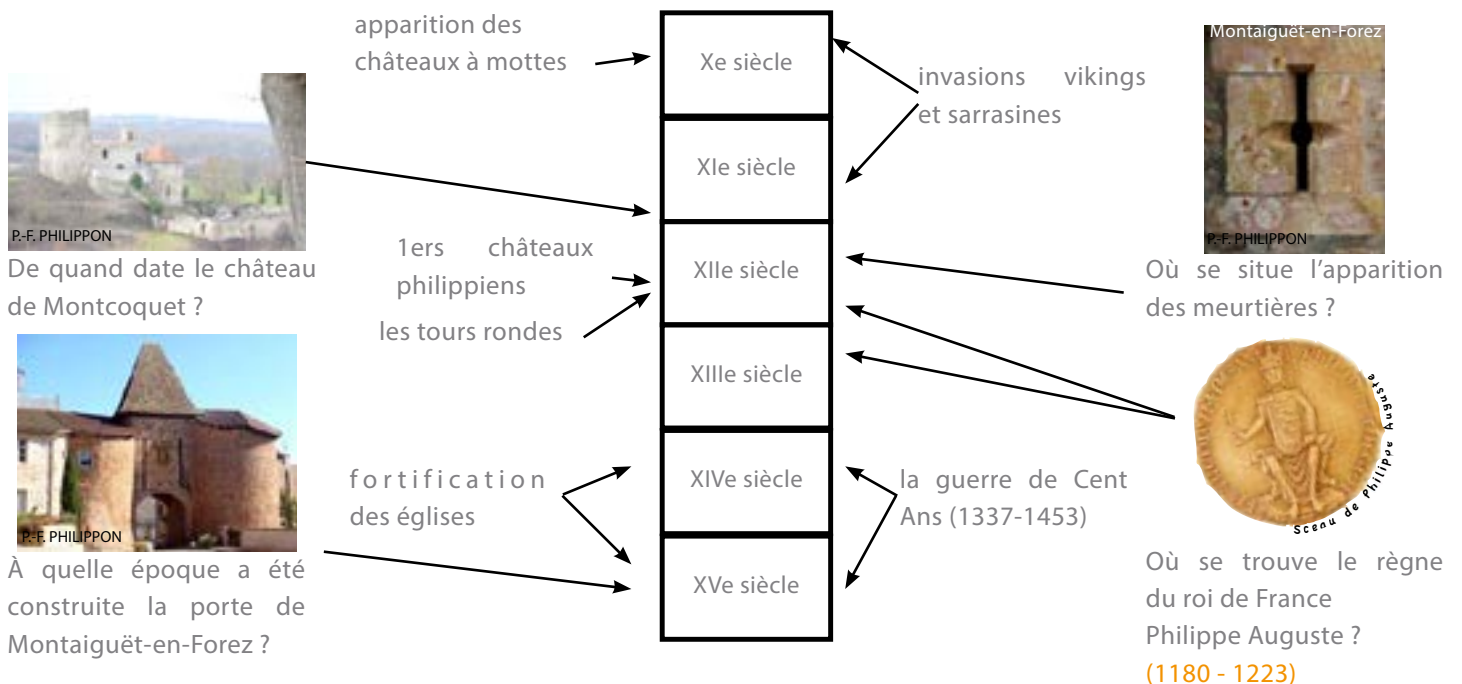 apparition des
châteaux à mottes
P.-F. PHILIPPON
De quand date le château
de Montcoquet ?
1ers châteaux
philippiens
les tours rondes
P.-F. PHILIPPON
À quelle époque a été
construite la porte de
Montaiguët-en-Forez ?
fortification
des églises
Xe siècle
XIe siècle
XIIe siècle
XIIIe siècle
XIVe siècle
XVe siècle
invasions vikings
et sarrasines
la guerre de Cent
Ans (1337-1453)
Montaiguët-en-Forez
P.-F. PHILIPPON
Où se situe l’apparition
des meurtières ?
Sceau de Philippe Auguste
Où se trouve le règne
du roi de France
Philippe Auguste ?
(1180 - 1223)